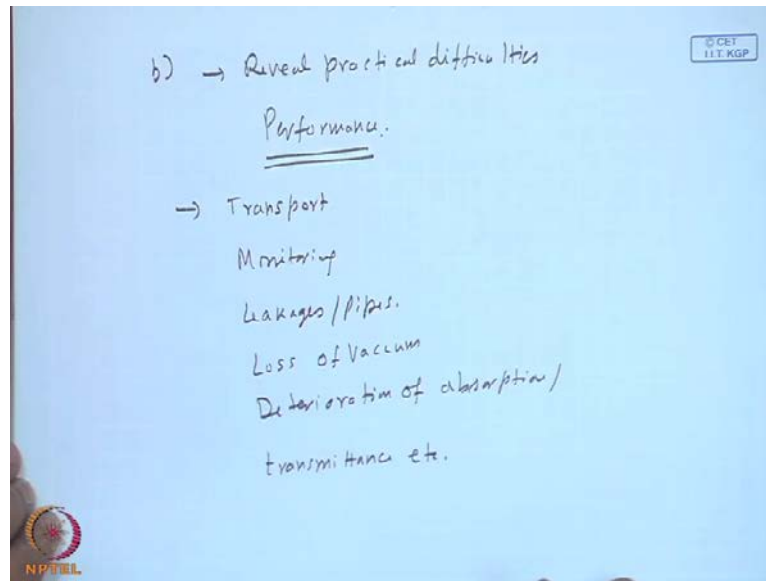 © CET
I.I.T. KGP
b) → Reveal practical difficulties
Performance.
→ Transport
Monitoring
Leakages/Pipes.
Loss of Vaccum
Deterioration of absorption/
transmittance etc.
NPTEL